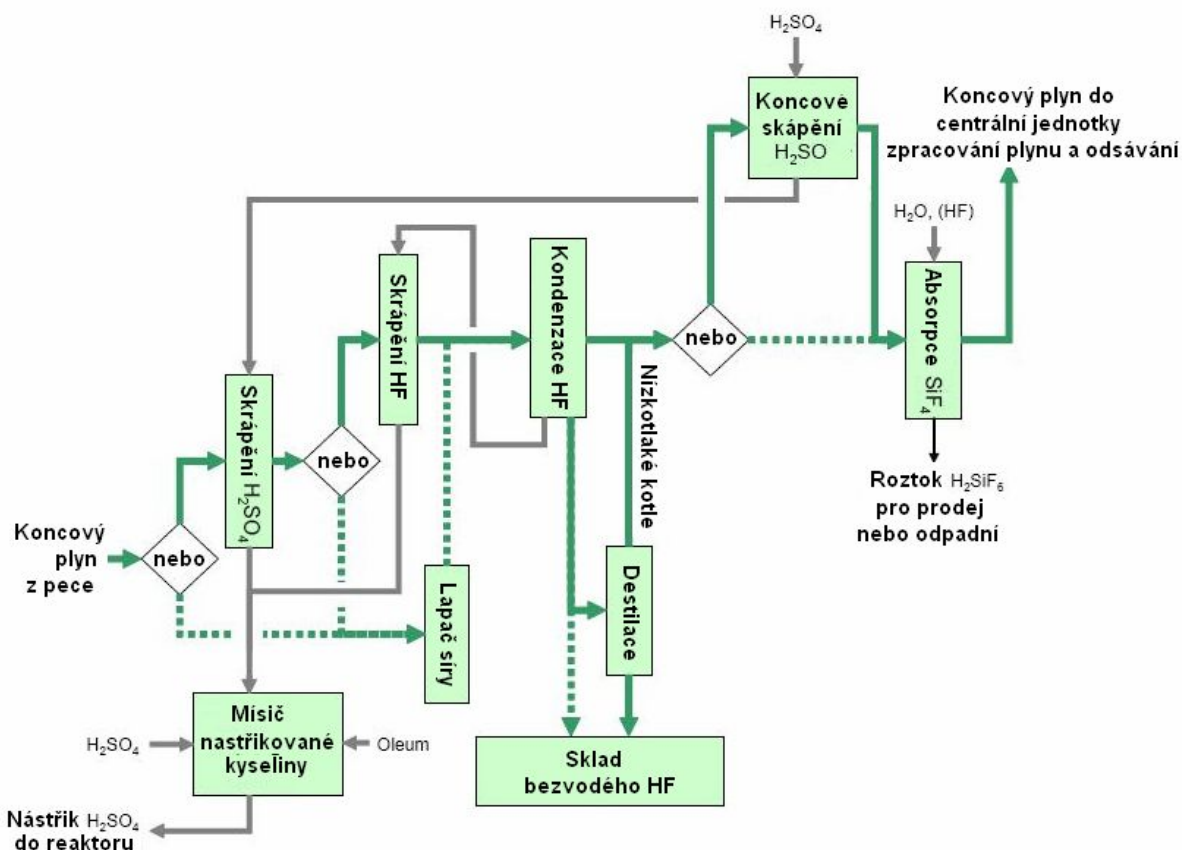 H₂SO₄
Koncové
skápění
H₂SO
Koncový plyn do
centrální jednotky
zpracování plynu a odsávání
H₂O, (HF)
Absorpce SiF₄
nebo
Kondenzace HF
Skrápění HF
Nízkotlaké kotle
Skrápění H₂SO₄
nebo
Roztok H₂SiF₆
pro prodej
nebo odpadní
Koncový
plyn
z pece
nebo
Lapač síry
Destilace
Mísič
nastřikované
kyseliny
H₂SO₄
Oleum
Sklad
bezvodého HF
Nástřik H₂SO₄
do reaktoru